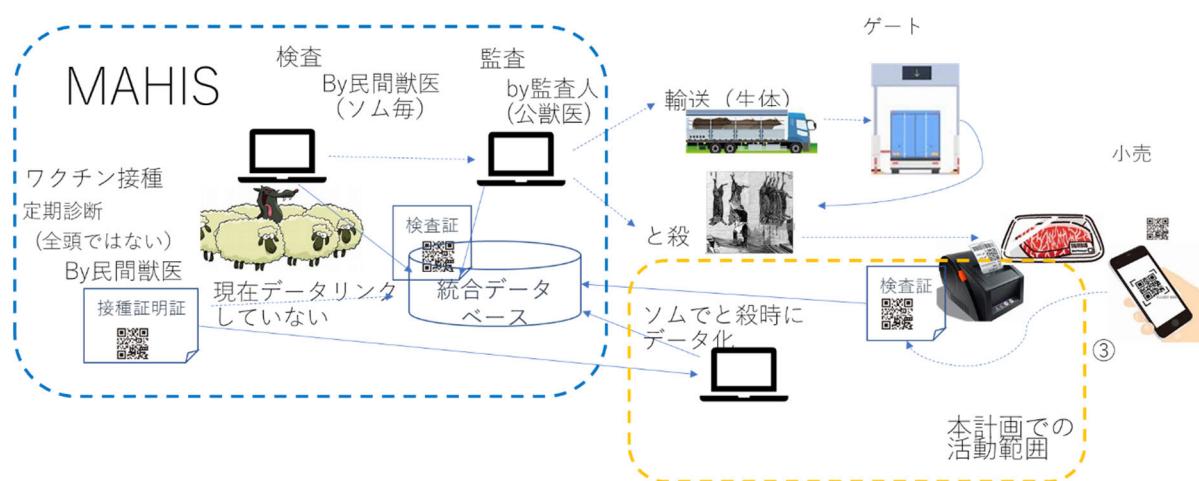 MAHIS
検査
By民間獣医
(ソム毎)
監査
by監査人
(公獣医)
輸送（生体）
ゲート
小売
ワクチン接種
定期診断
（全頭ではない）
By民間獣医
検査証
と殺
接種証明証
現在データリンク
していない
統合データ
ベース
ソムでと殺時に
データ化
検査証
③
本計画での
活動範囲